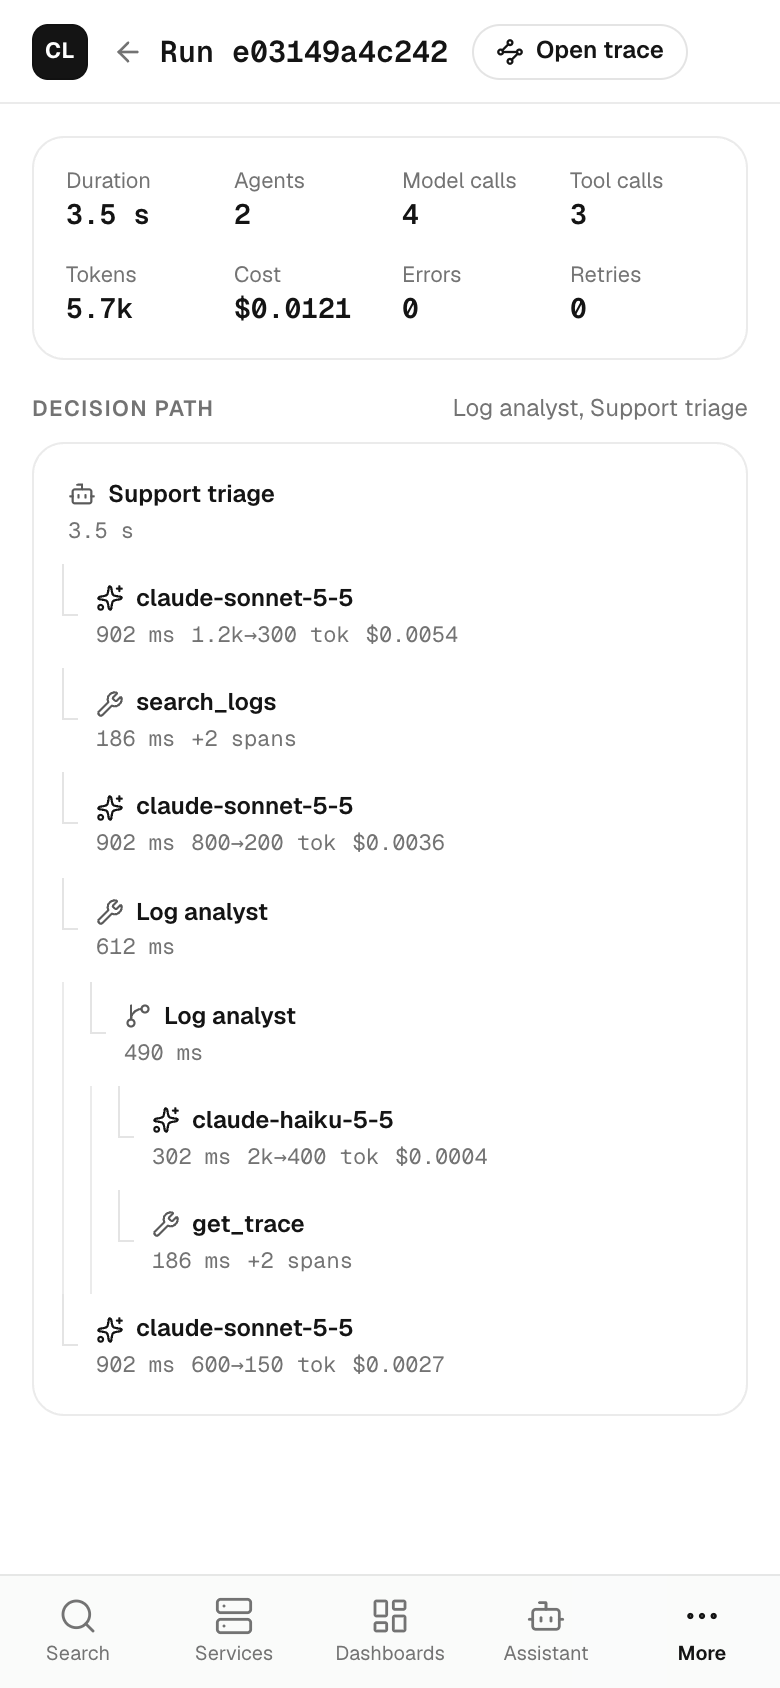 CL
Run e03149a4c242
Open trace
Duration Agents Model calls Tool calls
3.5 s 2 4 3
Tokens Cost Errors Retries
5.7k $0.0121 0 0
DECISION PATH Log analyst, Support triage
Support triage
3.5 s
claude-sonnet-5-5
902 ms 1.2k→300 tok $0.0054
search_logs
186 ms +2 spans
claude-sonnet-5-5
902 ms 800→200 tok $0.0036
Log analyst
612 ms
Log analyst
490 ms
claude-haiku-5-5
302 ms 2k→400 tok $0.0004
get_trace
186 ms +2 spans
claude-sonnet-5-5
902 ms 600→150 tok $0.0027
Search Services Dashboards Assistant More